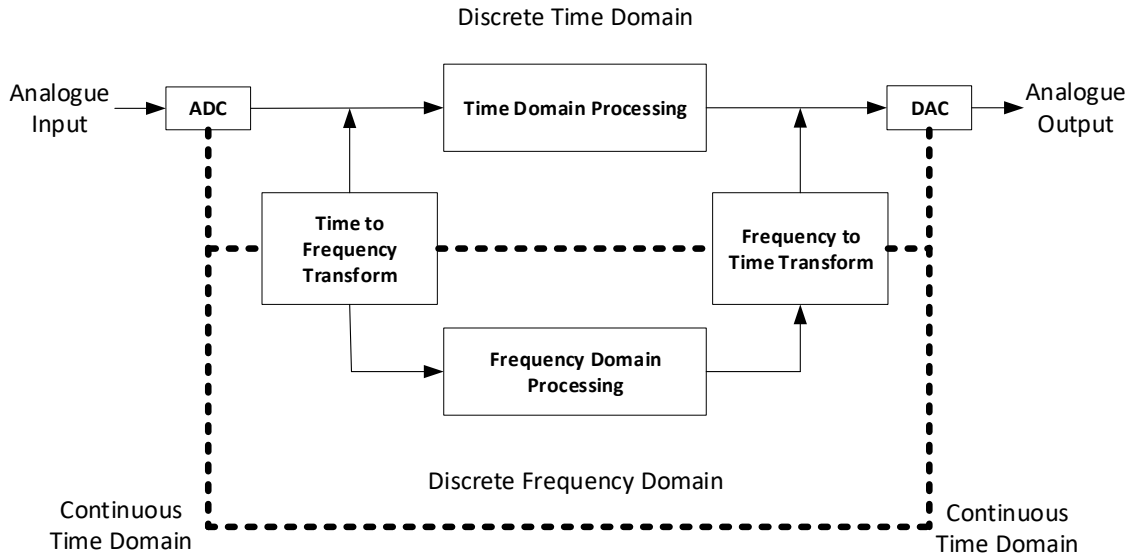 Discrete Time Domain
Analogue
Input
ADC
Time Domain Processing
DAC
Analogue
Output
Time to
Frequency
Transform
Frequency to
Time Transform
Frequency Domain
Processing
Discrete Frequency Domain
Continuous
Time Domain
Continuous
Time Domain